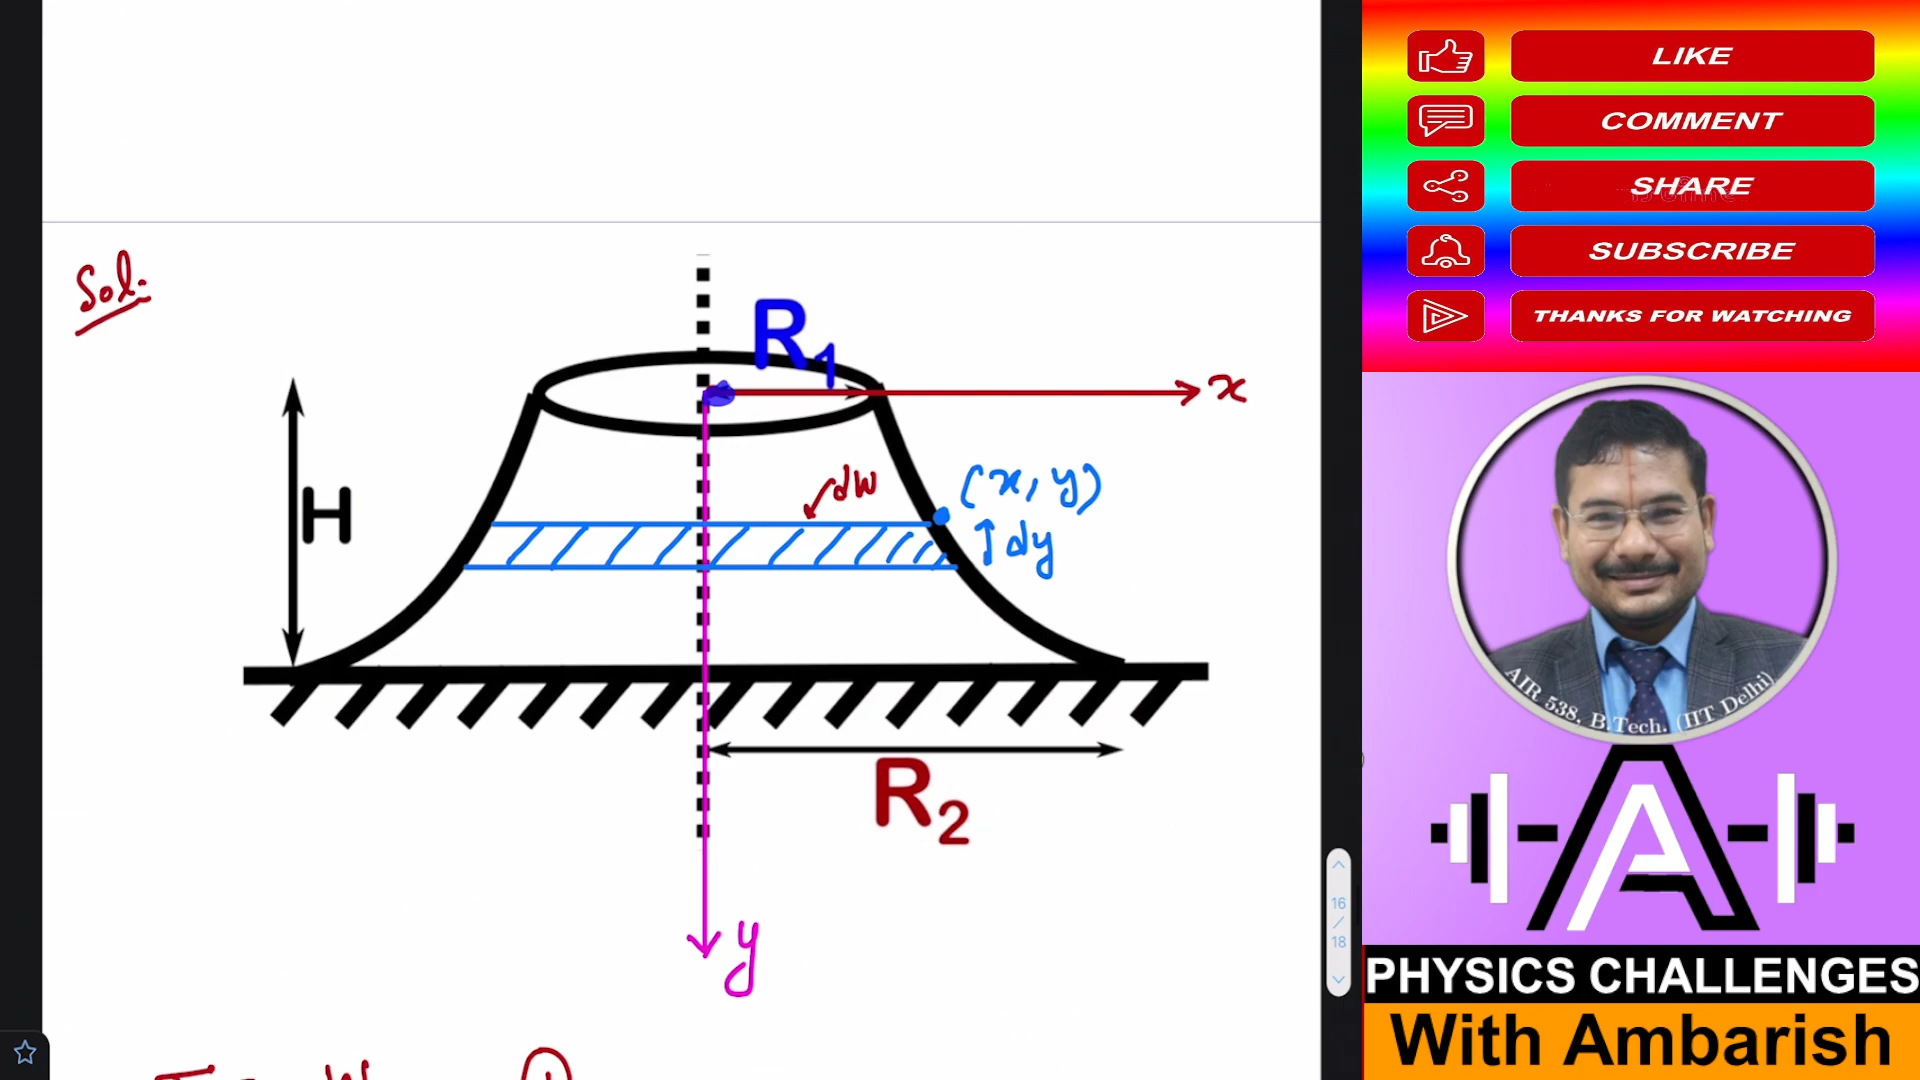 Sol:
R1
x
dW
(x, y)
dy
H
R2
y
W
1
LIKE
COMMENT
SHARE
SUBSCRIBE
THANKS FOR WATCHING
AIR 538, B.Tech. (IIT Delhi)
A
16
/
18
PHYSICS CHALLENGES
With Ambarish